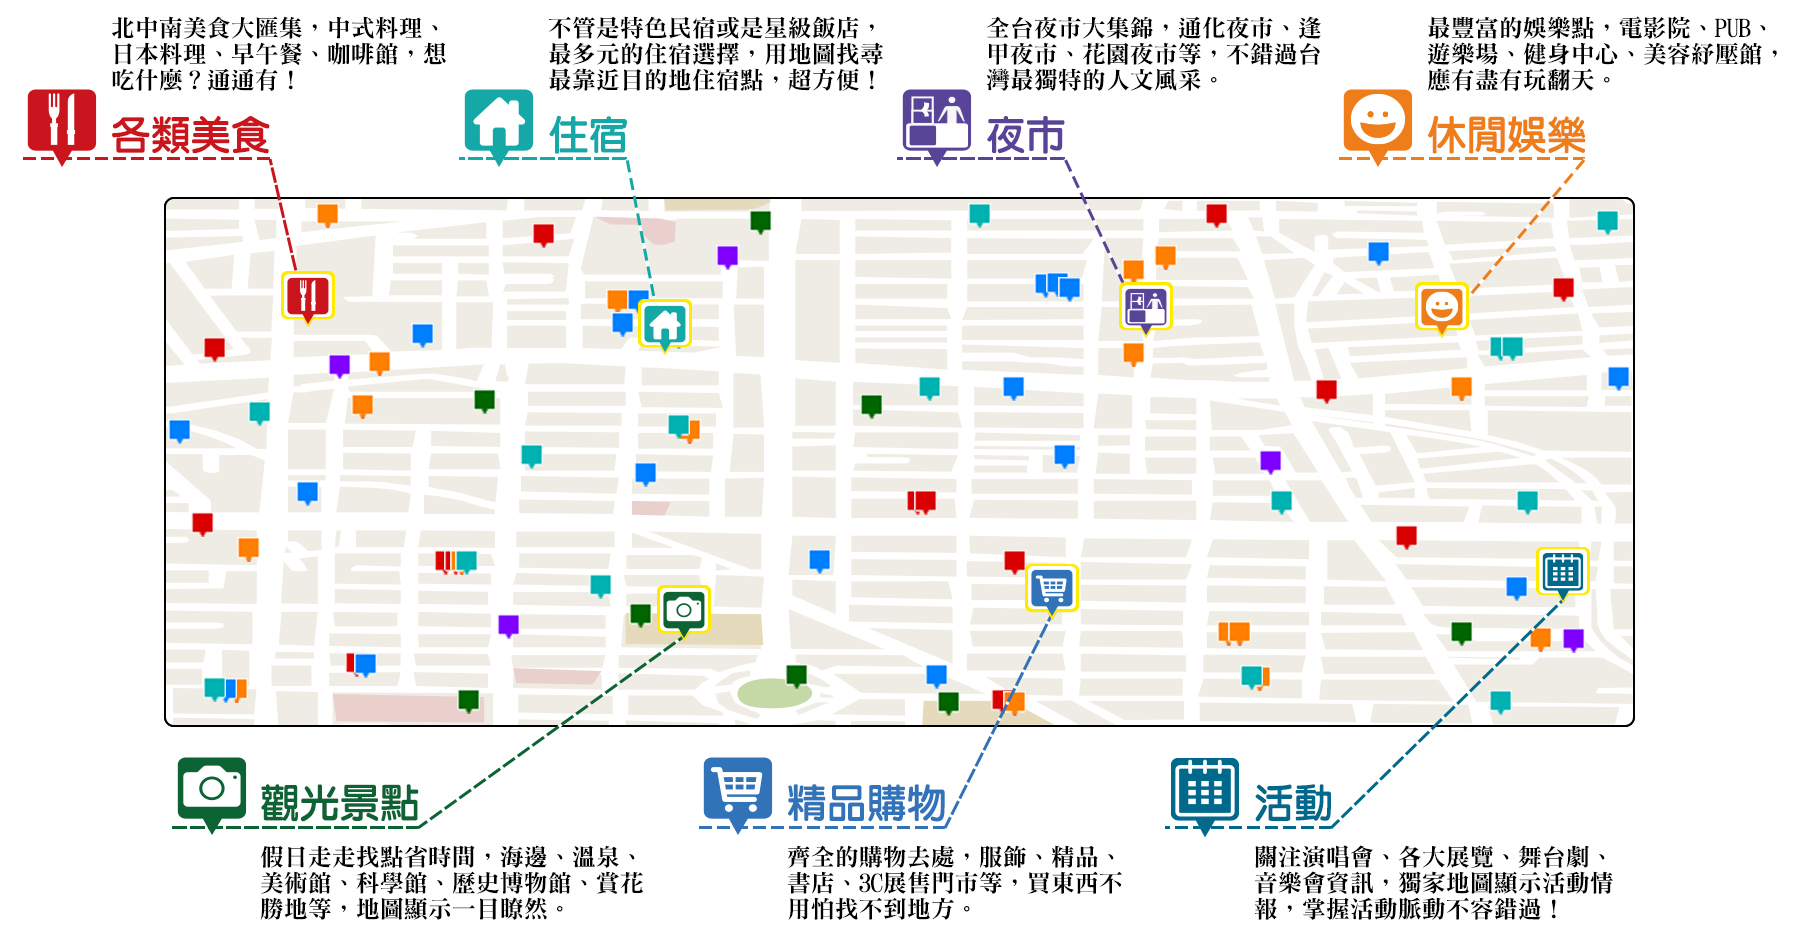 北中南美食大匯集，中式料理、
日本料理、早午餐、咖啡館，想
吃什麼？通通有！
各類美食
不管是特色民宿或是星級飯店，
最多元的住宿選擇，用地圖找尋
最靠近目的地住宿點，超方便！
住宿
全台夜市大集錦，通化夜市、逢
甲夜市、花園夜市等，不錯過台
灣最獨特的人文風采。
夜市
最豐富的娛樂點，電影院、PUB、
遊樂場、健身中心、美容紓壓館，
應有盡有玩翻天。
休閒娛樂
觀光景點
假日走走找點省時間，海邊、溫泉、
美術館、科學館、歷史博物館、賞花
勝地等，地圖顯示一目瞭然。
精品購物
齊全的購物去處，服飾、精品、
書店、3C展售門市等，買東西不
用怕找不到地方。
活動
關注演唱會、各大展覽、舞台劇、
音樂會資訊，獨家地圖顯示活動情
報，掌握活動脈動不容錯過！